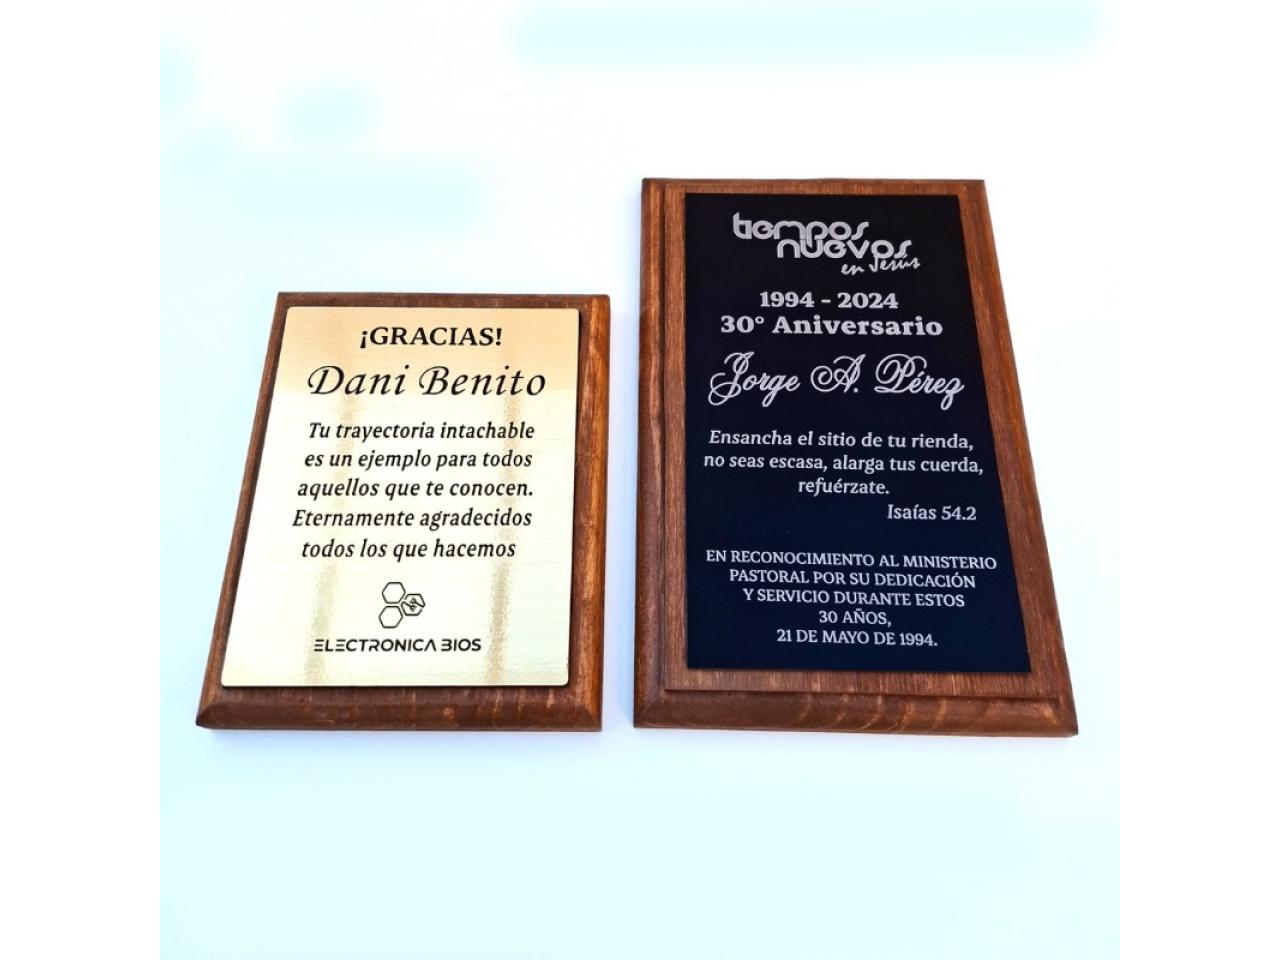 ¡GRACIAS!
Dani Benito
Tu trayectoria intachable
es un ejemplo para todos
aquellos que te conocen.
Eternamente agradecidos
todos los que hacemos
ELECTRONICA BIOS
tiempos
nuevos
en Jesús
1994 - 2024
30° Aniversario
Jorge A. Pérez
Ensancha el sitio de tu rienda,
no seas escasa, alarga tus cuerda,
refuérzate.
Isaías 54.2
EN RECONOCIMIENTO AL MINISTERIO
PASTORAL POR SU DEDICACIÓN
Y SERVICIO DURANTE ESTOS
30 AÑOS,
21 DE MAYO DE 1994.